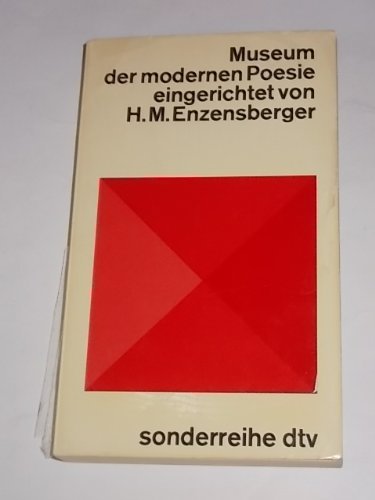 Museum
der modernen Poesie
eingerichtet von
H. M. Enzensberger
sonderreihe dtv